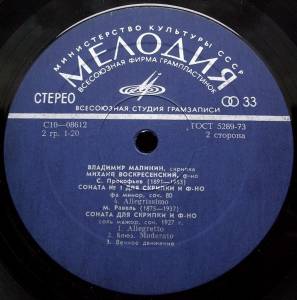 МИНИСТЕРСТВО КУЛЬТУРЫ СССР
МЕЛОДИЯ
ВСЕСОЮЗНАЯ ФИРМА ГРАМПЛАСТИНОК
СТЕРЕО
33
ВСЕСОЮЗНАЯ СТУДИЯ ГРАМЗАПИСИ
С10—08612
ГОСТ 5289-73
2 гр. 1-20
2 сторона
ВЛАДИМИР МАЛИНИН, скрипка
МИХАИЛ ВОСКРЕСЕНСКИЙ, ф-но
С. Прокофьев (1891—1953)
СОНАТА № 1 ДЛЯ СКРИПКИ И Ф-НО
фа минор, соч. 80
4. Allegrissimo
М. Равель (1875—1937)
СОНАТА ДЛЯ СКРИПКИ И Ф-НО
соль мажор, соч. 1927 г.
1. Allegretto
2. Блюз. Moderato
3. Вечное движение